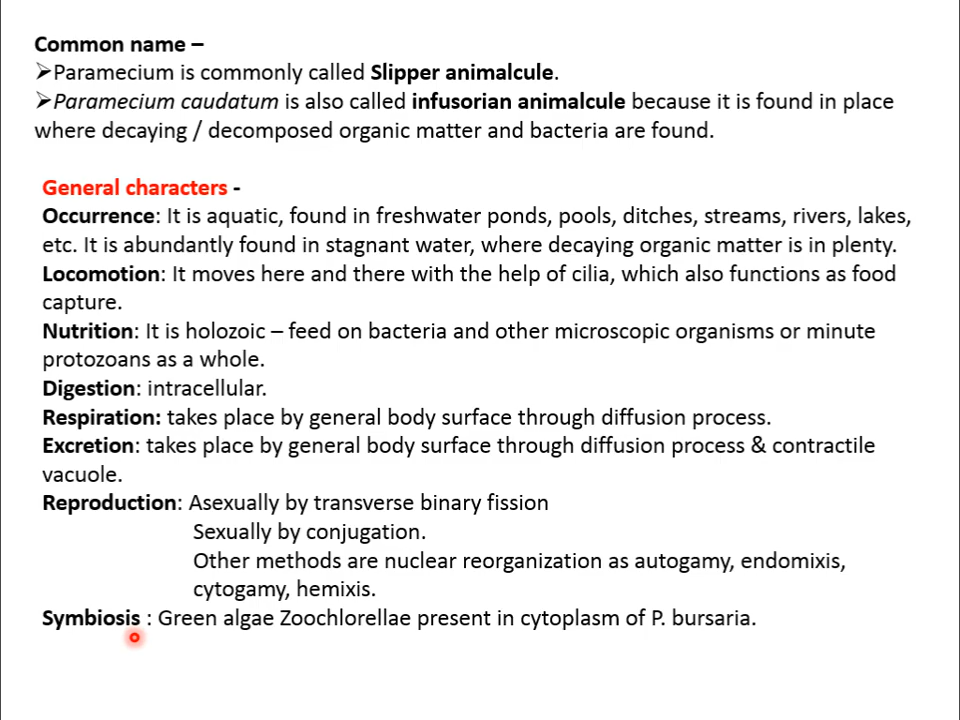 Common name –
➢Paramecium is commonly called Slipper animalcule.
➢Paramecium caudatum is also called infusorian animalcule because it is found in place
where decaying / decomposed organic matter and bacteria are found.
General characters -
Occurrence: It is aquatic, found in freshwater ponds, pools, ditches, streams, rivers, lakes,
etc. It is abundantly found in stagnant water, where decaying organic matter is in plenty.
Locomotion: It moves here and there with the help of cilia, which also functions as food
capture.
Nutrition: It is holozoic – feed on bacteria and other microscopic organisms or minute
protozoans as a whole.
Digestion: intracellular.
Respiration: takes place by general body surface through diffusion process.
Excretion: takes place by general body surface through diffusion process & contractile
vacuole.
Reproduction: Asexually by transverse binary fission
Sexually by conjugation.
Other methods are nuclear reorganization as autogamy, endomixis,
cytogamy, hemixis.
Symbiosis : Green algae Zoochlorellae present in cytoplasm of P. bursaria.